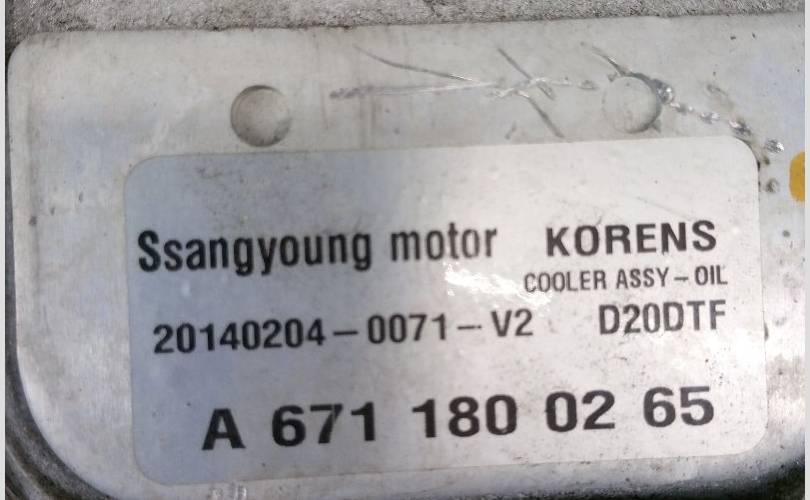 Ssangyoung motor KORENS
COOLER ASSY-OIL
20140204-0071-V2 D20DTF
A 671 180 02 65